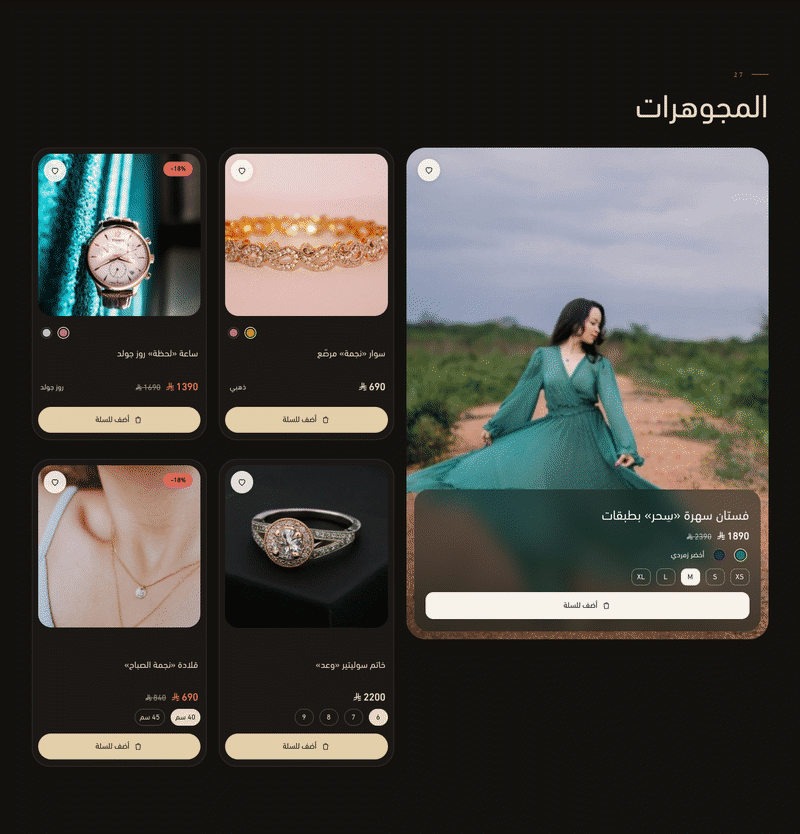 27
المجوهرات
فستان سهرة «سِحر» بطبقات
1890 2390
أخضر زمردي
XS S M L XL
أضف للسلة
سوار «نجمة» مرصّع
690
ذهبي
أضف للسلة
-18%
ساعة «لحظة» روز جولد
1390 1690
روز جولد
أضف للسلة
خاتم سوليتير «وعد»
2200
6 7 8 9
أضف للسلة
-18%
قلادة «نجمة الصباح»
690 840
40 سم 45 سم
أضف للسلة